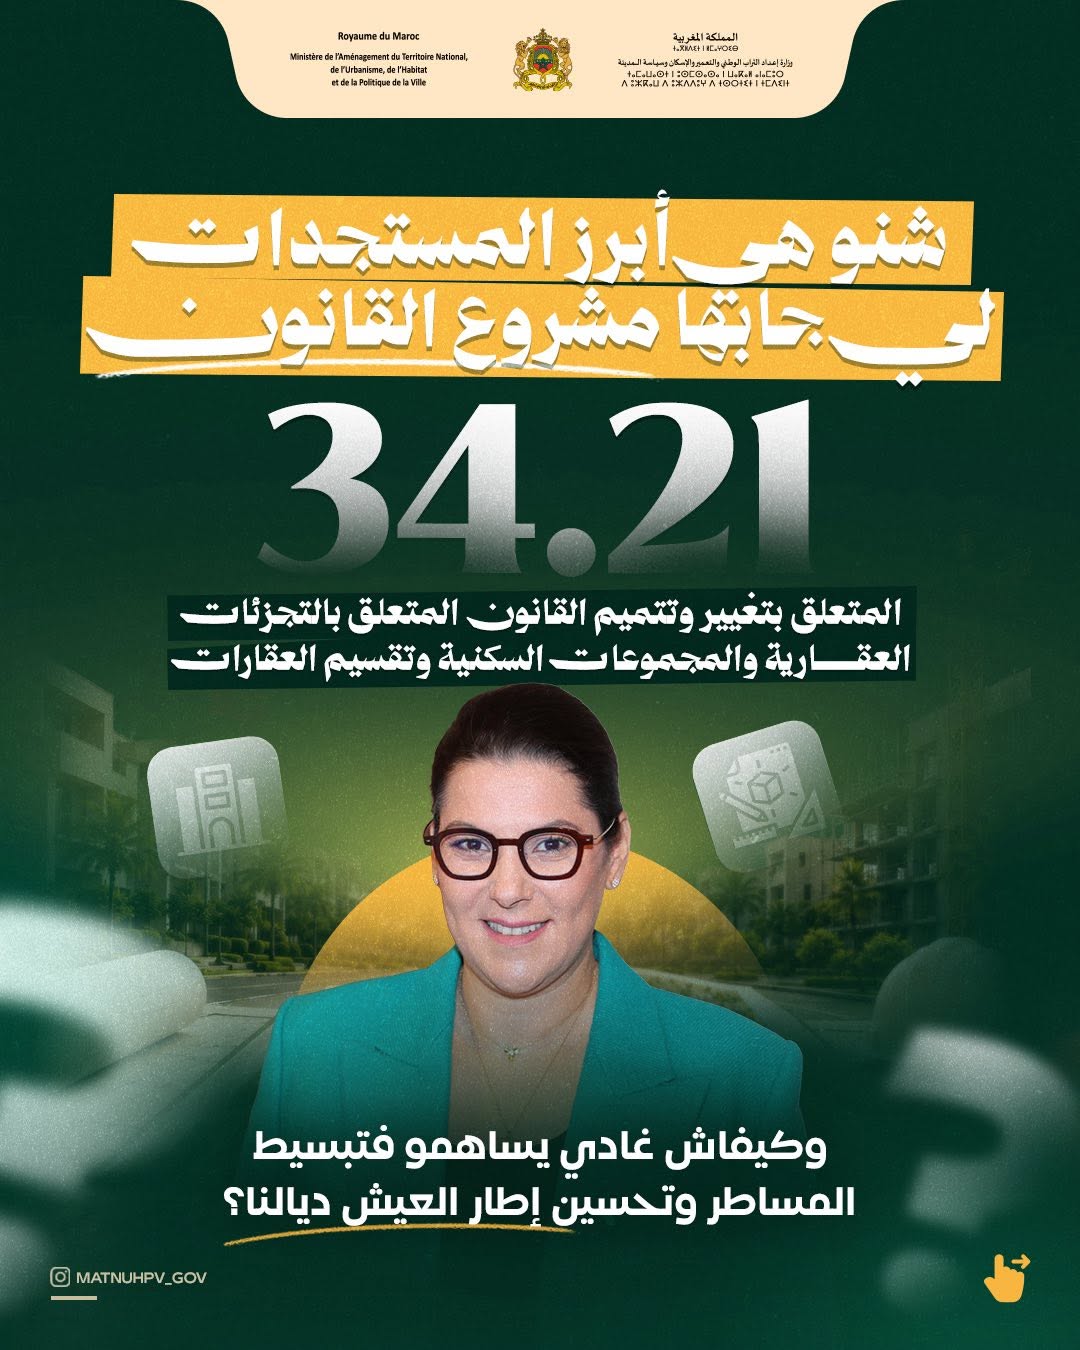 Royaume du Maroc
Ministère de l'Aménagement du Territoire National,
de l'Urbanisme, de l'Habitat
et de la Politique de la Ville
المملكة المغربية
ⵜⴰⴳⵍⴷⵉⵜ ⵏ ⵍⵎⵖⵔⵉⴱ
وزارة إعداد التراب الوطني والتعمير والإسكان وسياسة المدينة
شنو هي أبرز المستجدات
لي جابتها مشروع القانون
34.21
المتعلق بتغيير وتتميم القانون المتعلق بالتجزئات
العقارية والمجموعات السكنية وتقسيم العقارات
وكيفاش غادي يساهمو فتبسيط
المساطر وتحسين إطار العيش ديالنا؟
MATNUHPV_GOV